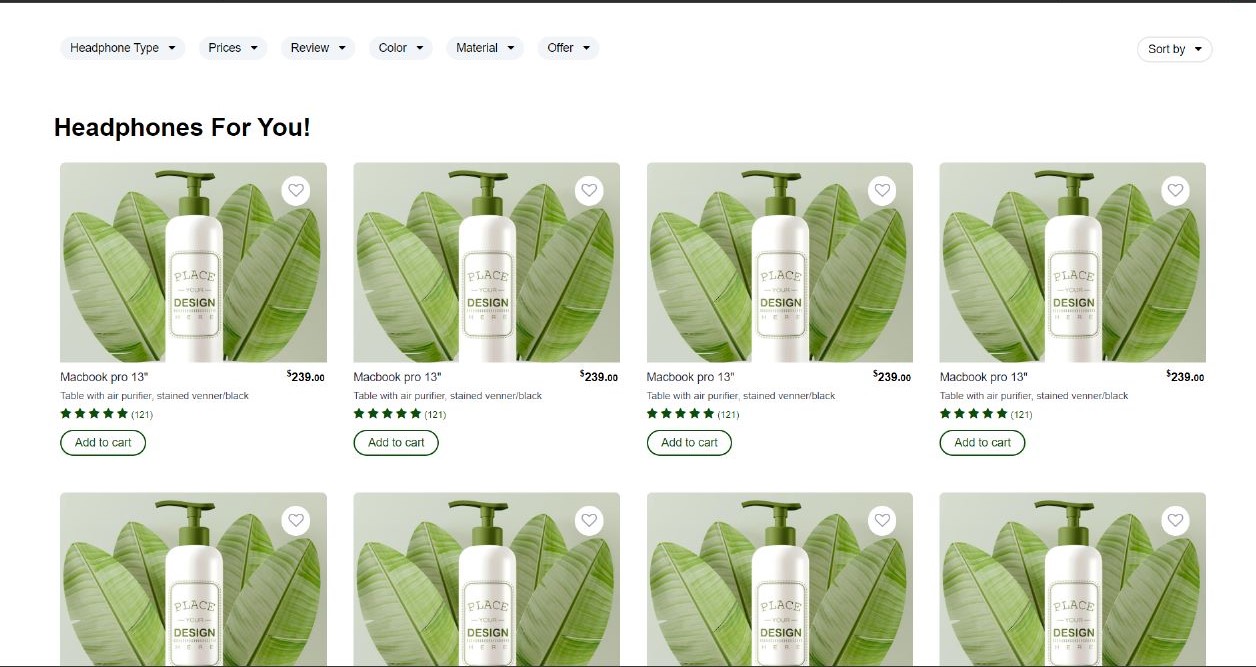 Headphone Type Prices Review Color Material Offer Sort by
Headphones For You!
PLACE PLACE PLACE PLACE
YOUR YOUR YOUR YOUR
DESIGN DESIGN DESIGN DESIGN
HERE HERE HERE HERE
Macbook pro 13" $239.00 Macbook pro 13" $239.00 Macbook pro 13" $239.00 Macbook pro 13" $239.00
Table with air purifier, stained venner/black Table with air purifier, stained venner/black Table with air purifier, stained venner/black Table with air purifier, stained venner/black
(121) (121) (121) (121)
Add to cart Add to cart Add to cart Add to cart
PLACE PLACE PLACE PLACE
YOUR YOUR YOUR YOUR
DESIGN DESIGN DESIGN DESIGN
HERE HERE HERE HERE